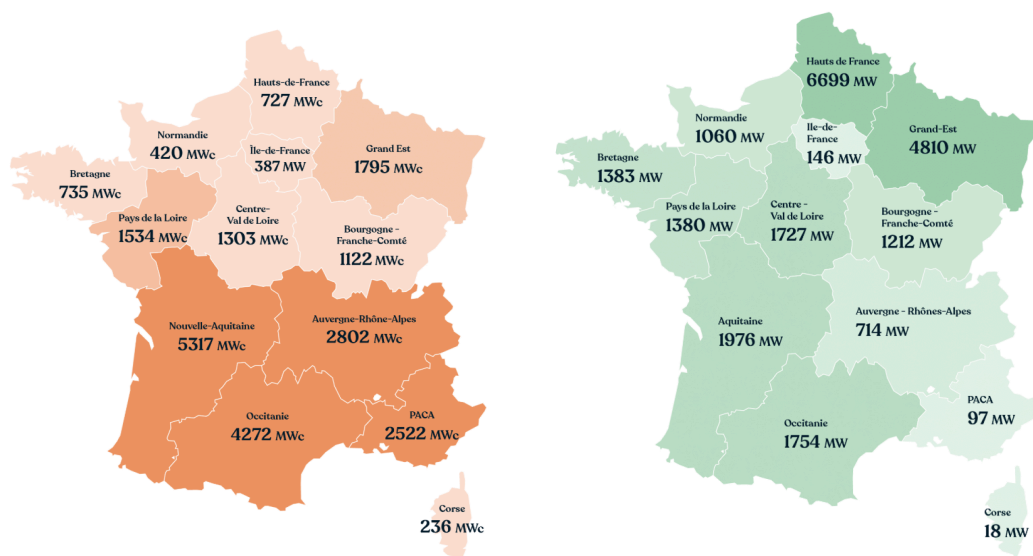 Hauts-de-France
727 MWc
Normandie
420 MWc
Île-de-France
387 MW
Grand Est
1795 MWc
Bretagne
735 MWc
Pays de la Loire
1534 MWc
Centre-
Val de Loire
1303 MWc
Bourgogne -
Franche-Comté
1122 MWc
Nouvelle-Aquitaine
5317 MWc
Auvergne-Rhône-Alpes
2802 MWc
Occitanie
4272 MWc
PACA
2522 MWc
Corse
236 MWc
Hauts de France
6699 MW
Normandie
1060 MW
Ile-de-
France
146 MW
Grand-Est
4810 MW
Bretagne
1383 MW
Pays de la Loire
1380 MW
Centre -
Val de Loire
1727 MW
Bourgogne -
Franche-Comté
1212 MW
Aquitaine
1976 MW
Auvergne - Rhônes-Alpes
714 MW
Occitanie
1754 MW
PACA
97 MW
Corse
18 MW